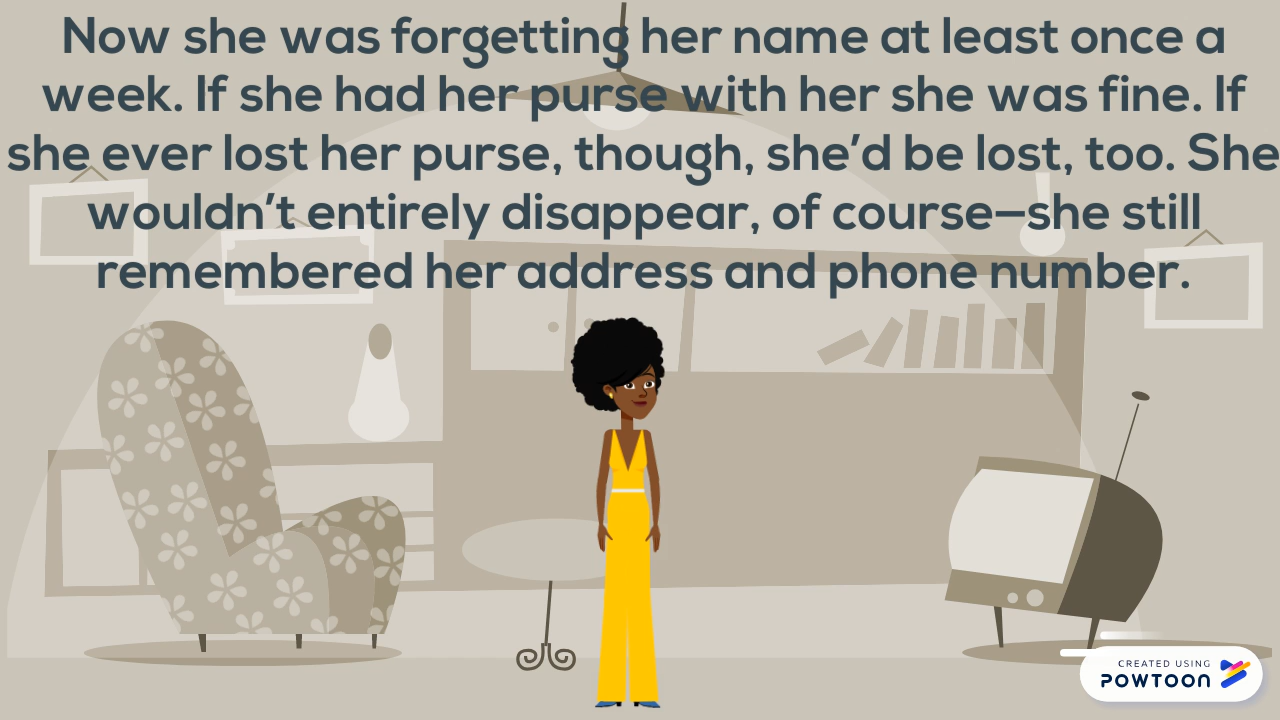 Now she was forgetting her name at least once a
week. If she had her purse with her she was fine. If
she ever lost her purse, though, she’d be lost, too. She
wouldn’t entirely disappear, of course—she still
remembered her address and phone number.
CREATED USING
POWTOON